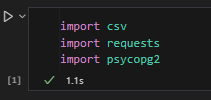 import csv
import requests
import psycopg2
[1]
1.1s